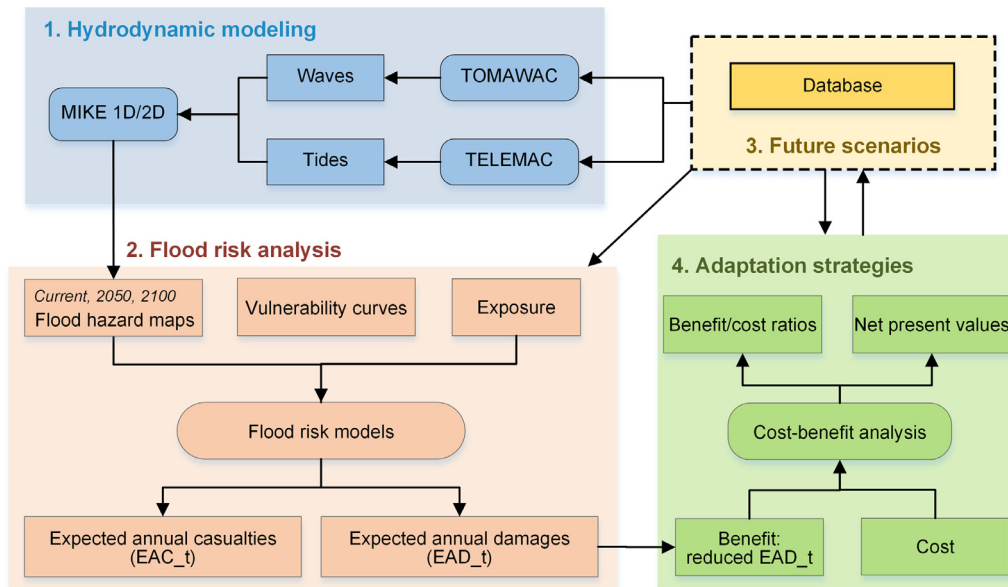 1. Hydrodynamic modeling
Waves
TOMAWAC
MIKE 1D/2D
Tides
TELEMAC
Database
3. Future scenarios
2. Flood risk analysis
Current, 2050, 2100
Flood hazard maps
Vulnerability curves
Exposure
Flood risk models
Expected annual casualties
(EAC_t)
Expected annual damages
(EAD_t)
4. Adaptation strategies
Benefit/cost ratios
Net present values
Cost-benefit analysis
Benefit:
reduced EAD_t
Cost